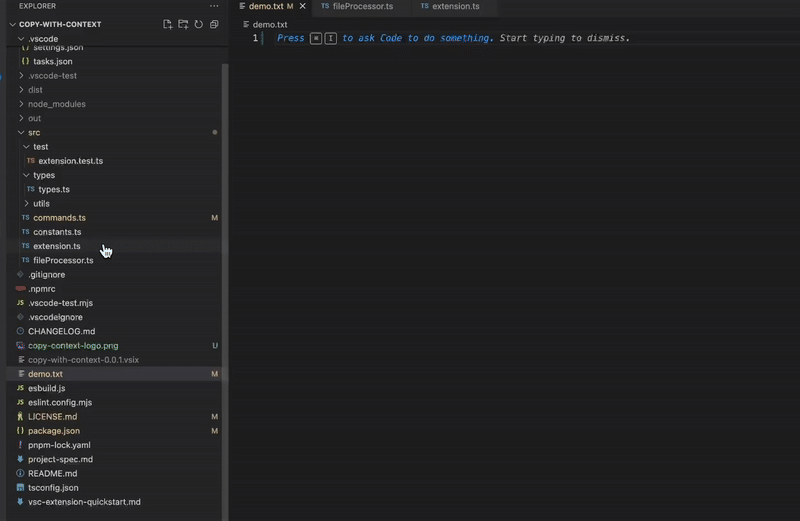 EXPLORER ...
COPY-WITH-CONTEXT
.vscode
settings.json
tasks.json
.vscode-test
dist
node_modules
out
src
test
TS extension.test.ts
types
TS types.ts
utils
TS commands.ts M
TS constants.ts
TS extension.ts
TS fileProcessor.ts
.gitignore
.npmrc
JS .vscode-test.mjs
.vscodeignore
CHANGELOG.md
copy-context-logo.png U
copy-with-context-0.0.1.vsix
demo.txt M
JS esbuild.js
JS eslint.config.mjs
LICENSE.md M
package.json M
pnpm-lock.yaml
project-spec.md
README.md
tsconfig.json
vsc-extension-quickstart.md
demo.txt M
TS fileProcessor.ts
TS extension.ts
demo.txt
1 Press ⌘ I to ask Code to do something. Start typing to dismiss.